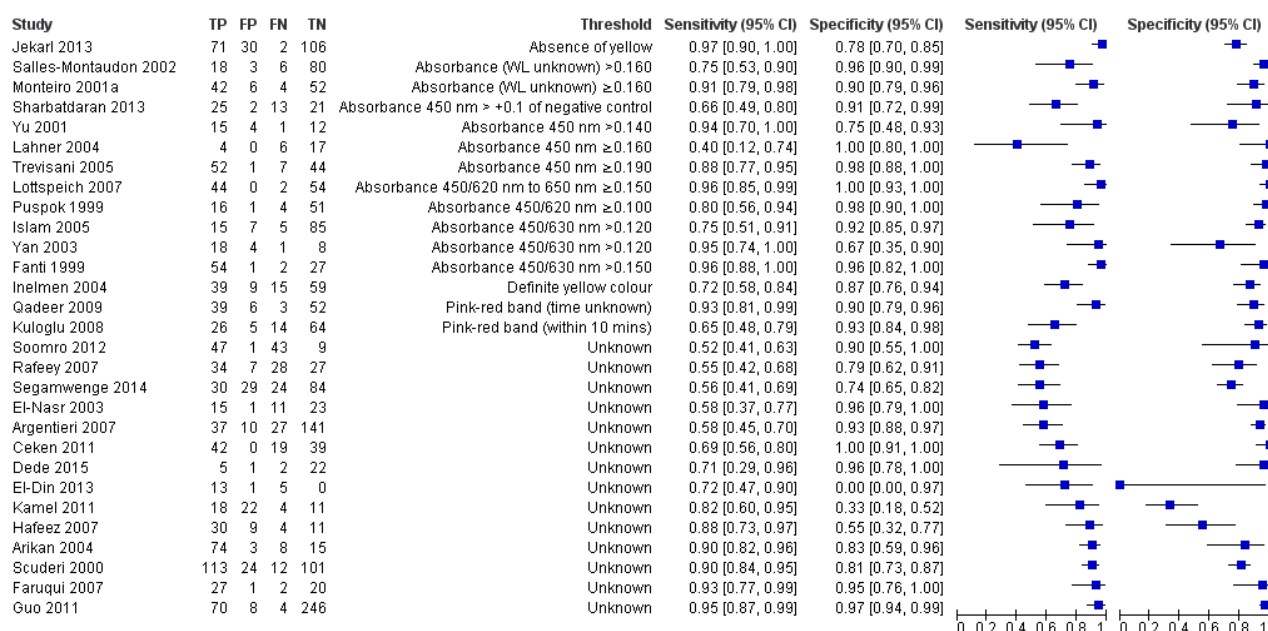 Study TP FP FN TN Threshold Sensitivity (95% CI) Specificity (95% CI) Sensitivity (95% CI) Specificity (95% CI)
Jekarl 2013 71 30 2 106 Absence of yellow 0.97 [0.90, 1.00] 0.78 [0.70, 0.85]
Salles-Montaudon 2002 18 3 6 80 Absorbance (WL unknown) >0.160 0.75 [0.53, 0.90] 0.96 [0.90, 0.99]
Monteiro 2001a 42 6 4 52 Absorbance (WL unknown) ≥0.160 0.91 [0.79, 0.98] 0.90 [0.79, 0.96]
Sharbatdaran 2013 25 2 13 21 Absorbance 450 nm > +0.1 of negative control 0.66 [0.49, 0.80] 0.91 [0.72, 0.99]
Yu 2001 15 4 1 12 Absorbance 450 nm >0.140 0.94 [0.70, 1.00] 0.75 [0.48, 0.93]
Lahner 2004 4 0 6 17 Absorbance 450 nm ≥0.160 0.40 [0.12, 0.74] 1.00 [0.80, 1.00]
Trevisani 2005 52 1 7 44 Absorbance 450 nm ≥0.190 0.88 [0.77, 0.95] 0.98 [0.88, 1.00]
Lottspeich 2007 44 0 2 54 Absorbance 450/620 nm to 650 nm ≥0.150 0.96 [0.85, 0.99] 1.00 [0.93, 1.00]
Puspok 1999 16 1 4 51 Absorbance 450/620 nm ≥0.100 0.80 [0.56, 0.94] 0.98 [0.90, 1.00]
Islam 2005 15 7 5 85 Absorbance 450/630 nm >0.120 0.75 [0.51, 0.91] 0.92 [0.85, 0.97]
Yan 2003 18 4 1 8 Absorbance 450/630 nm >0.120 0.95 [0.74, 1.00] 0.67 [0.35, 0.90]
Fanti 1999 54 1 2 27 Absorbance 450/630 nm >0.150 0.96 [0.88, 1.00] 0.96 [0.82, 1.00]
Inelmen 2004 39 9 15 59 Definite yellow colour 0.72 [0.58, 0.84] 0.87 [0.76, 0.94]
Qadeer 2009 39 6 3 52 Pink-red band (time unknown) 0.93 [0.81, 0.99] 0.90 [0.79, 0.96]
Kuloglu 2008 26 5 14 64 Pink-red band (within 10 mins) 0.65 [0.48, 0.79] 0.93 [0.84, 0.98]
Soomro 2012 47 1 43 9 Unknown 0.52 [0.41, 0.63] 0.90 [0.55, 1.00]
Rafeey 2007 34 7 28 27 Unknown 0.55 [0.42, 0.68] 0.79 [0.62, 0.91]
Segamwenge 2014 30 29 24 84 Unknown 0.56 [0.41, 0.69] 0.74 [0.65, 0.82]
El-Nasr 2003 15 1 11 23 Unknown 0.58 [0.37, 0.77] 0.96 [0.79, 1.00]
Argentieri 2007 37 10 27 141 Unknown 0.58 [0.45, 0.70] 0.93 [0.88, 0.97]
Ceken 2011 42 0 19 39 Unknown 0.69 [0.56, 0.80] 1.00 [0.91, 1.00]
Dede 2015 5 1 2 22 Unknown 0.71 [0.29, 0.96] 0.96 [0.78, 1.00]
El-Din 2013 13 1 5 0 Unknown 0.72 [0.47, 0.90] 0.00 [0.00, 0.97]
Kamel 2011 18 22 4 11 Unknown 0.82 [0.60, 0.95] 0.33 [0.18, 0.52]
Hafeez 2007 30 9 4 11 Unknown 0.88 [0.73, 0.97] 0.55 [0.32, 0.77]
Arikan 2004 74 3 8 15 Unknown 0.90 [0.82, 0.96] 0.83 [0.59, 0.96]
Scuderi 2000 113 24 12 101 Unknown 0.90 [0.84, 0.95] 0.81 [0.73, 0.87]
Faruqui 2007 27 1 2 20 Unknown 0.93 [0.77, 0.99] 0.95 [0.76, 1.00]
Guo 2011 70 8 4 246 Unknown 0.95 [0.87, 0.99] 0.97 [0.94, 0.99]
0 0.2 0.4 0.6 0.8 1 0 0.2 0.4 0.6 0.8 1